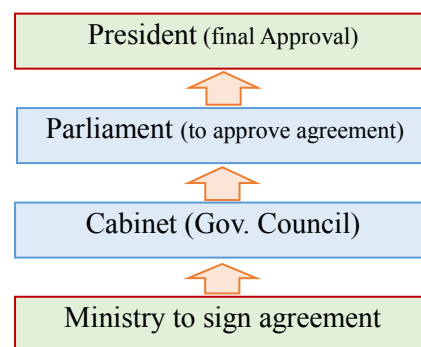 President (final Approval)
Parliament (to approve agreement)
Cabinet (Gov. Council)
Ministry to sign agreement